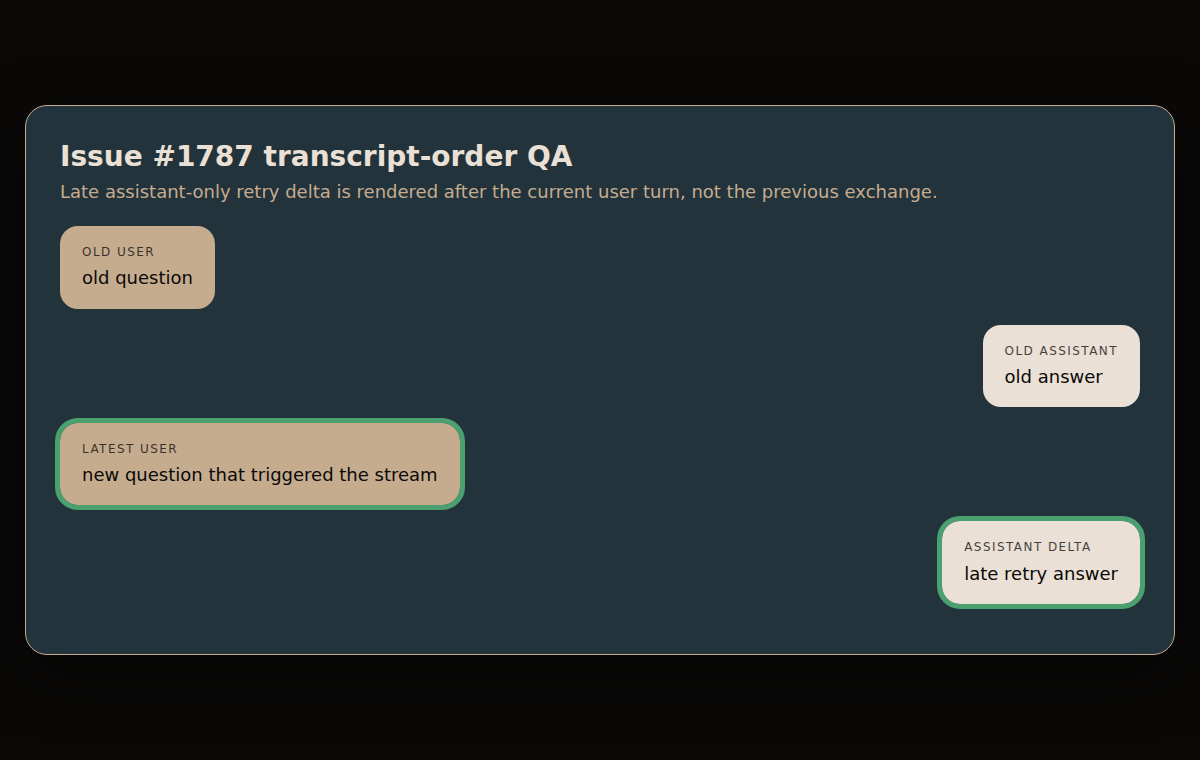 Issue #1787 transcript-order QA
Late assistant-only retry delta is rendered after the current user turn, not the previous exchange.
OLD USER
old question
OLD ASSISTANT
old answer
LATEST USER
new question that triggered the stream
ASSISTANT DELTA
late retry answer